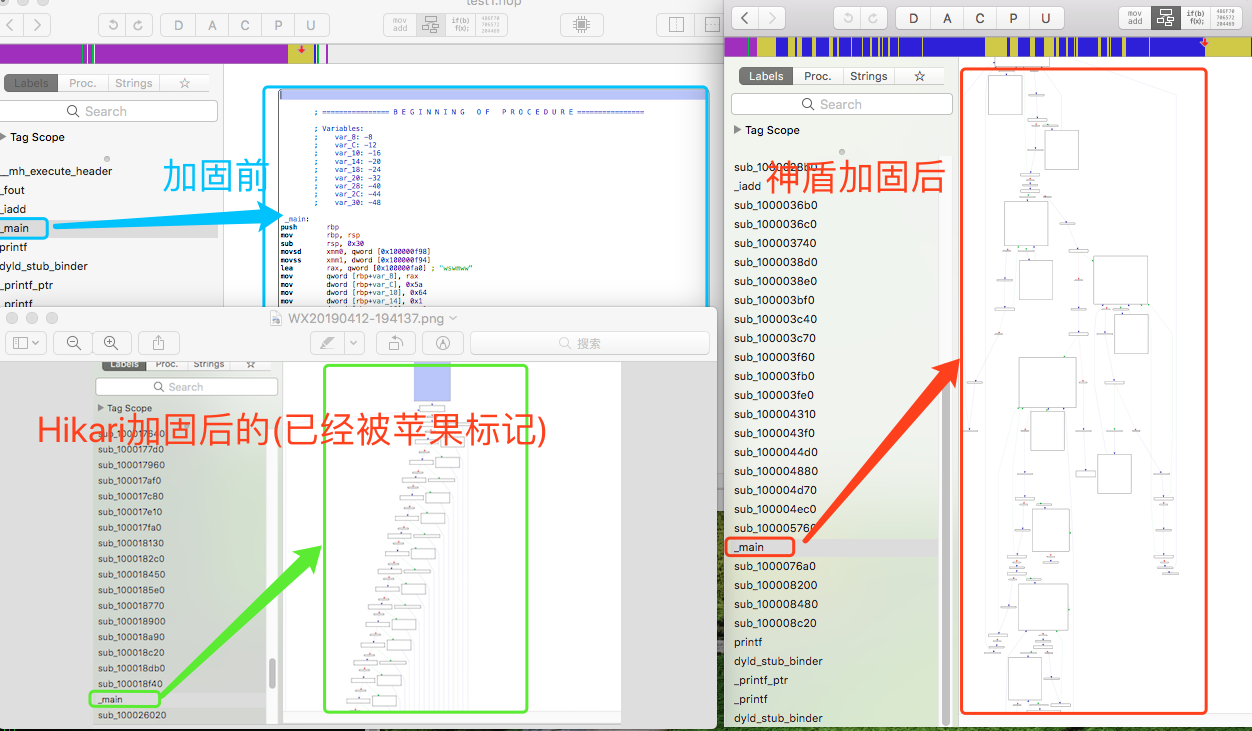 test1.hop
D A C P U
mov add
if(b) f(x);
Labels Proc. Strings ☆
Search
Tag Scope
__mh_execute_header
_fout
_iadd
_main
printf
dyld_stub_binder
_printf_ptr
_printf
加固前
; =============== B E G I N N I N G   O F   P R O C E D U R E ===============
; Variables:
;    var_8: -8
;    var_C: -12
;    var_10: -16
;    var_14: -20
;    var_18: -24
;    var_20: -32
;    var_28: -40
;    var_2C: -44
;    var_30: -48
_main:
push rbp
mov rbp, rsp
sub rsp, 0x30
movsd xmm0, qword [0x100000f98]
movss xmm1, dword [0x100000f94]
lea rax, qword [0x100000fa0] ; "wswmww"
mov qword [rbp+var_8], rax
mov dword [rbp+var_C], 0x5a
mov dword [rbp+var_10], 0x64
mov dword [rbp+var_14], 0x1
WX20190412-194137.png
搜索
Labels Proc. Strings ☆
Search
Tag Scope
Hikari加固后的(已经被苹果标记)
sub_100017640
sub_1000177d0
sub_100017960
sub_100017af0
sub_100017c80
sub_100017e10
sub_100017fa0
sub_100018130
sub_1000182c0
sub_100018450
sub_1000185e0
sub_100018770
sub_100018900
sub_100018a90
sub_100018c20
sub_100018db0
sub_100018f40
_main
sub_100026020
D A C P U
mov add
if(b) f(x);
Labels Proc. Strings ☆
Search
Tag Scope
神盾加固后
sub_1000028b0
_iadd
sub_1000036b0
sub_1000036c0
sub_100003740
sub_1000038d0
sub_1000038e0
sub_100003bf0
sub_100003c40
sub_100003c70
sub_100003f60
sub_100003fb0
sub_100003fe0
sub_100004310
sub_1000043f0
sub_1000044d0
sub_100004880
sub_100004d70
sub_100004ec0
sub_100005760
_main
sub_1000076a0
sub_100008200
sub_100008480
sub_100008c20
printf
dyld_stub_binder
_printf_ptr
_printf
dyld_stub_binder